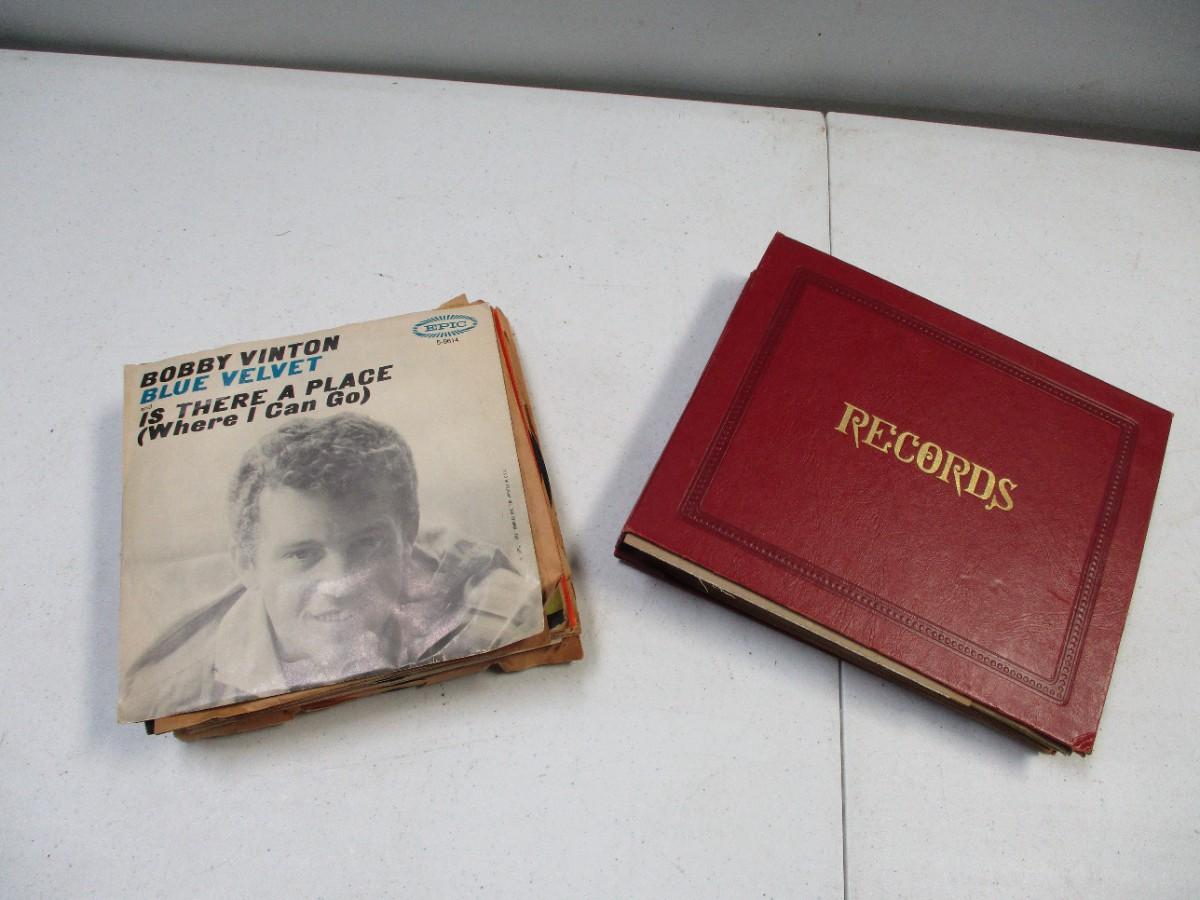 BOBBY VINTON
BLUE VELVET
and
IS THERE A PLACE
(Where I Can Go)
EPIC
5-9614
RECORDS